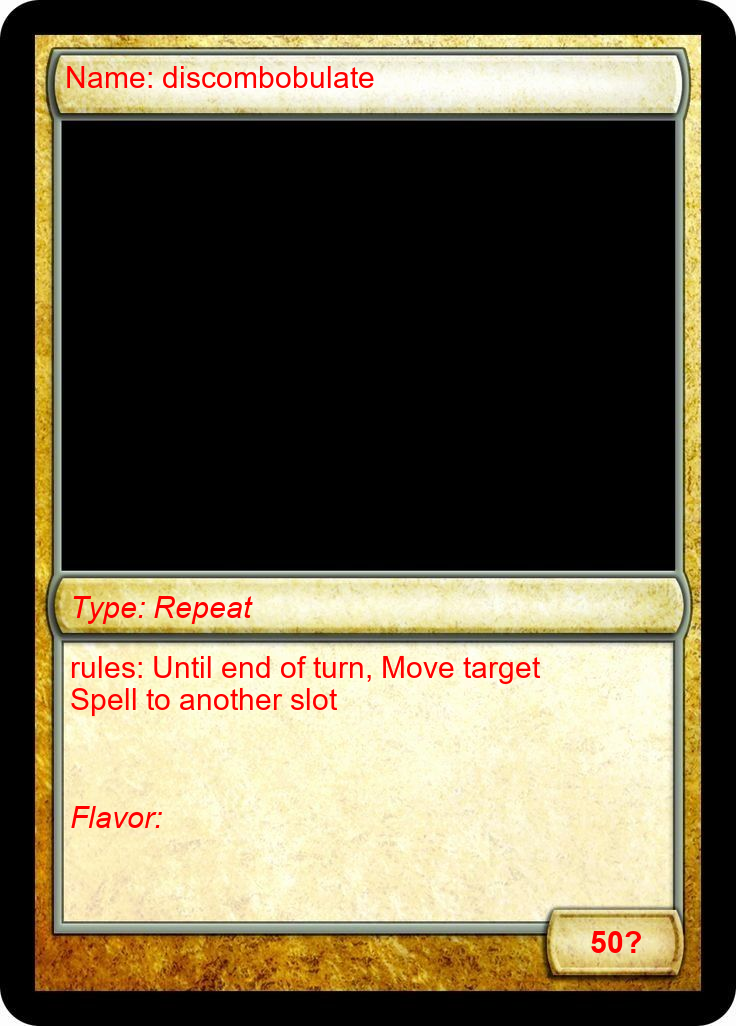 Name: discombobulate
Type: Repeat
rules: Until end of turn, Move target
Spell to another slot
Flavor:
50?